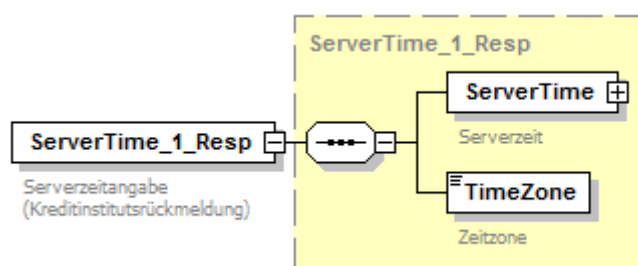 ServerTime_1_Resp
ServerTime
Serverzeit
ServerTime_1_Resp
Serverzeitangabe
(Kreditinstitutsrückmeldung)
TimeZone
Zeitzone